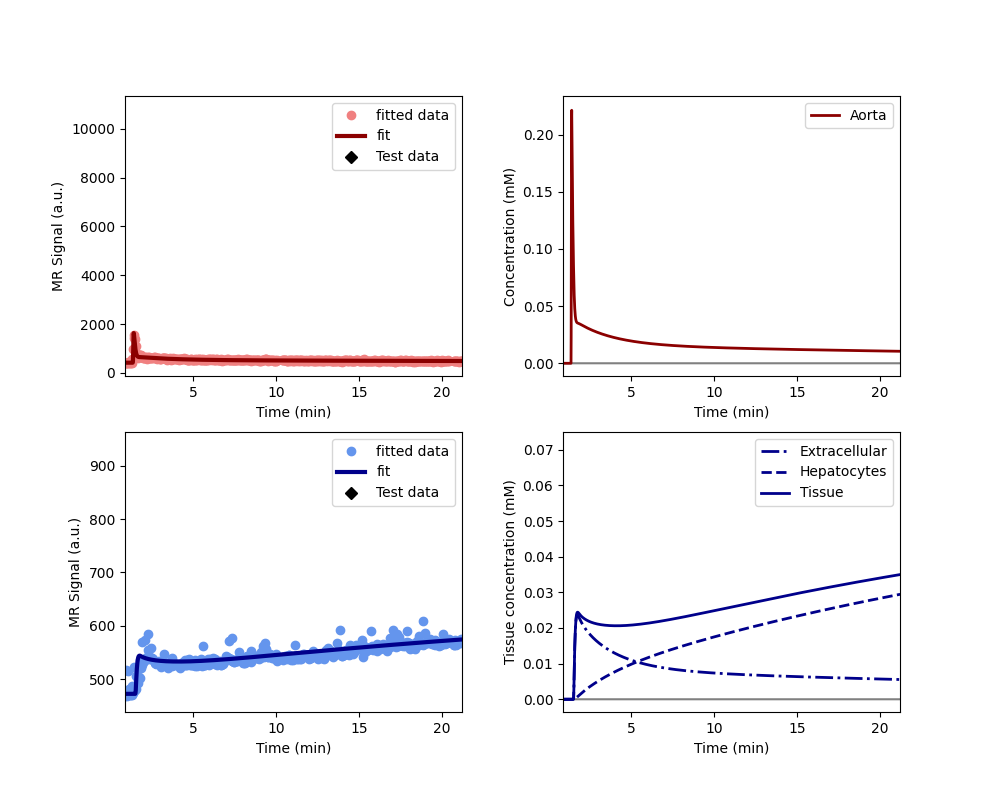 MR Signal (a.u.)
10000
8000
6000
4000
2000
0
5
10
15
20
Time (min)
fitted data
fit
Test data
Concentration (mM)
0.20
0.15
0.10
0.05
0.00
5
10
15
20
Time (min)
Aorta
MR Signal (a.u.)
900
800
700
600
500
5
10
15
20
Time (min)
fitted data
fit
Test data
Tissue concentration (mM)
0.07
0.06
0.05
0.04
0.03
0.02
0.01
0.00
5
10
15
20
Time (min)
Extracellular
Hepatocytes
Tissue